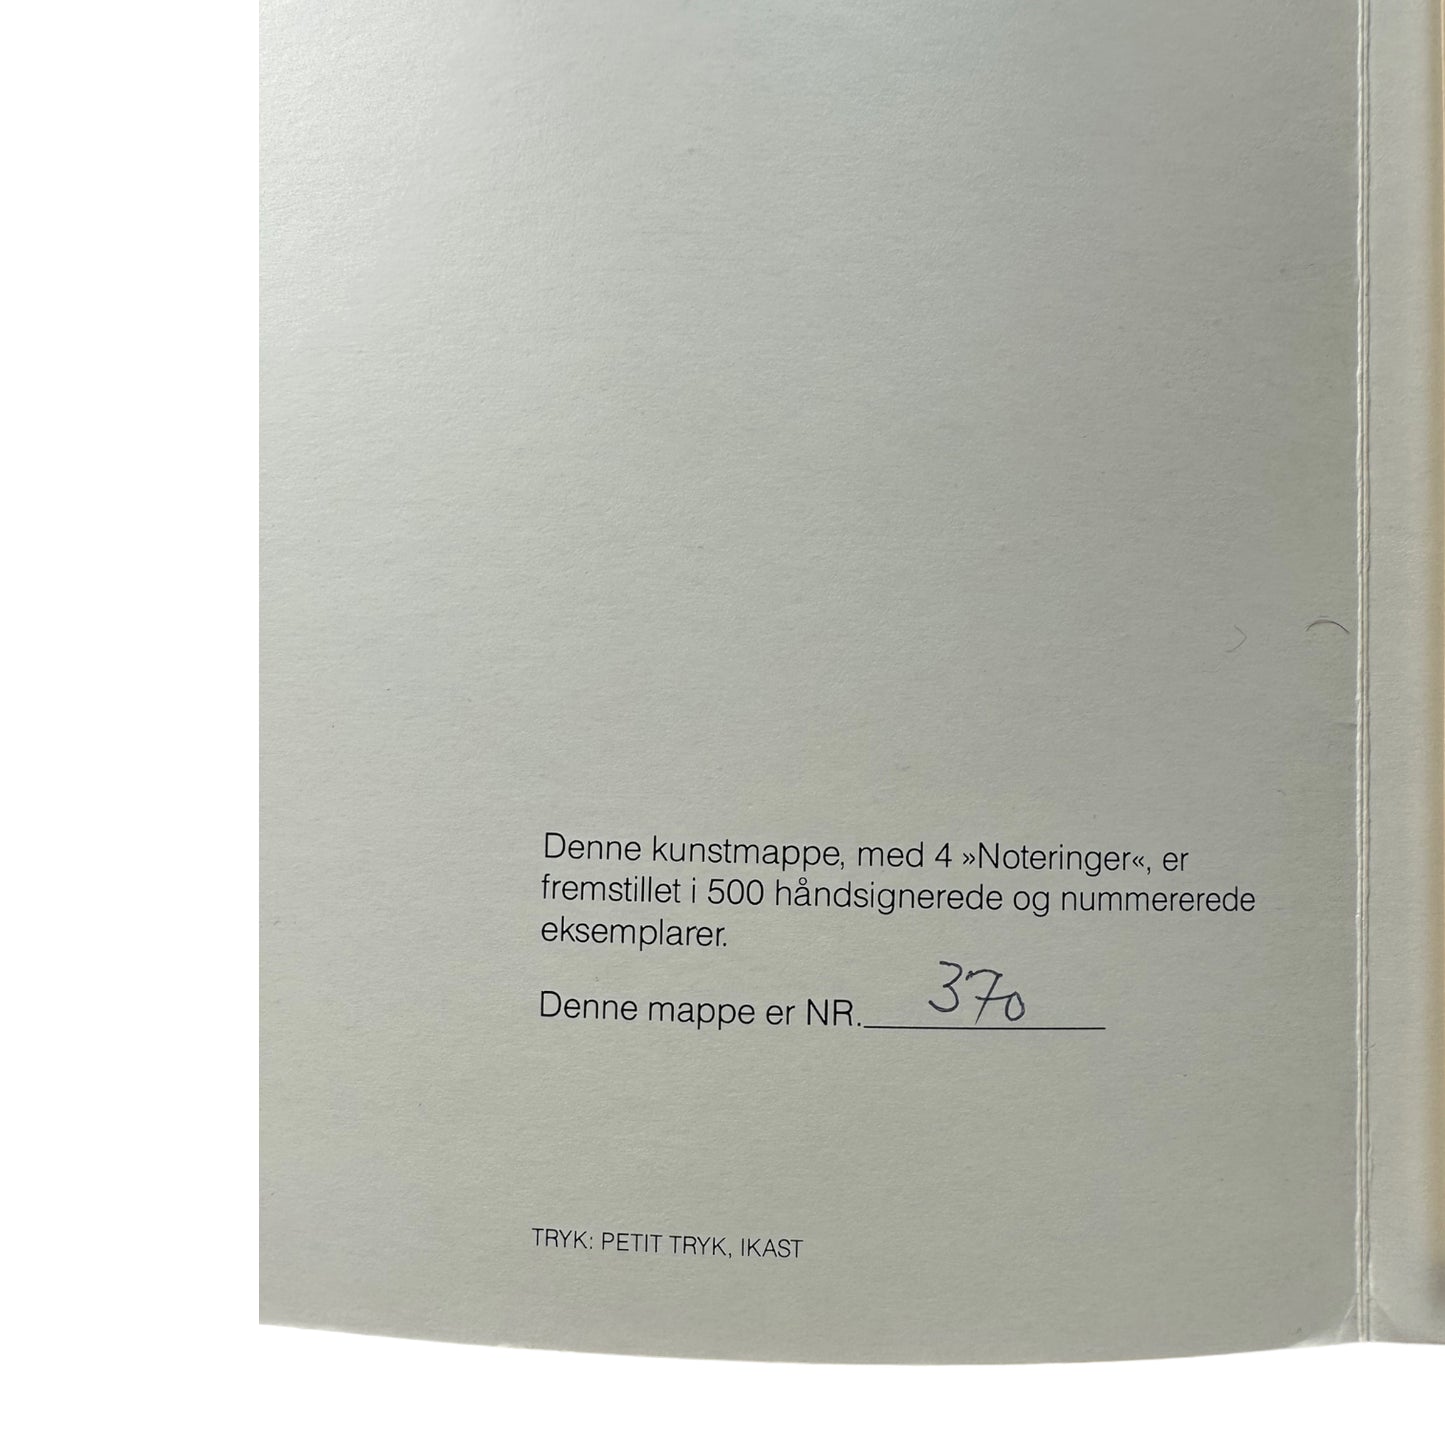 Denne kunstmappe, med 4 »Noteringer«, er
fremstillet i 500 håndsignerede og nummererede
eksemplarer.
Denne mappe er NR. 370
TRYK: PETIT TRYK, IKAST